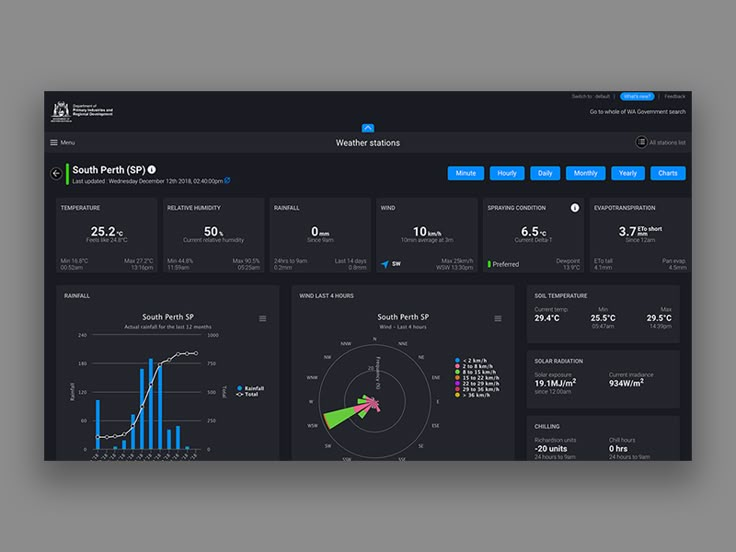 Switch to: default | What's new? | Feedback
Department of
Primary Industries and
Regional Development
GOVERNMENT OF
WESTERN AUSTRALIA
Go to whole of WA Government search
Menu
Weather stations
All stations list
South Perth (SP)
Last updated: Wednesday December 12th 2018, 02:40:00pm
Minute
Hourly
Daily
Monthly
Yearly
Charts
TEMPERATURE
25.2 °C
Feels like 24.8°C
Min 16.8°C
00:52am
Max 27.2°C
13:16pm
RELATIVE HUMIDITY
50 %
Current relative humidity
Min 44.8%
11:59am
Max 90.5%
05:25am
RAINFALL
0 mm
Since 9am
24hrs to 9am
0.2mm
Last 14 days
0.8mm
WIND
10 km/h
10min average at 3m
SW
Max 25km/h
WSW 13:30pm
SPRAYING CONDITION
6.5 °C
Current Delta-T
Preferred
Dewpoint
13.9°C
EVAPOTRANSPIRATION
3.7 ETo short
mm
Since 12am
ETo tall
4.1mm
Pan evap.
4.5mm
RAINFALL
South Perth SP
Actual rainfall for the last 12 months
240
180
120
60
0
Rainfall
1000
750
500
250
0
Total
Rainfall
Total
WIND LAST 4 HOURS
South Perth SP
Wind - Last 4 hours
N
NNE
NE
ENE
E
ESE
SE
SSE
SSW
SW
WSW
W
WNW
NW
NNW
Frequency (%)
20
< 2 km/h
2 to 8 km/h
8 to 15 km/h
15 to 22 km/h
22 to 29 km/h
29 to 36 km/h
> 36 km/h
SOIL TEMPERATURE
Current temp.
29.4°C
Min
25.5°C
05:47am
Max
29.5°C
14:39pm
SOLAR RADIATION
Solar exposure
19.1MJ/m²
since 12:00am
Current irradiance
934W/m²
CHILLING
Richardson units
-20 units
24 hours to 9am
Chill hours
0 hrs
24 hours to 9am